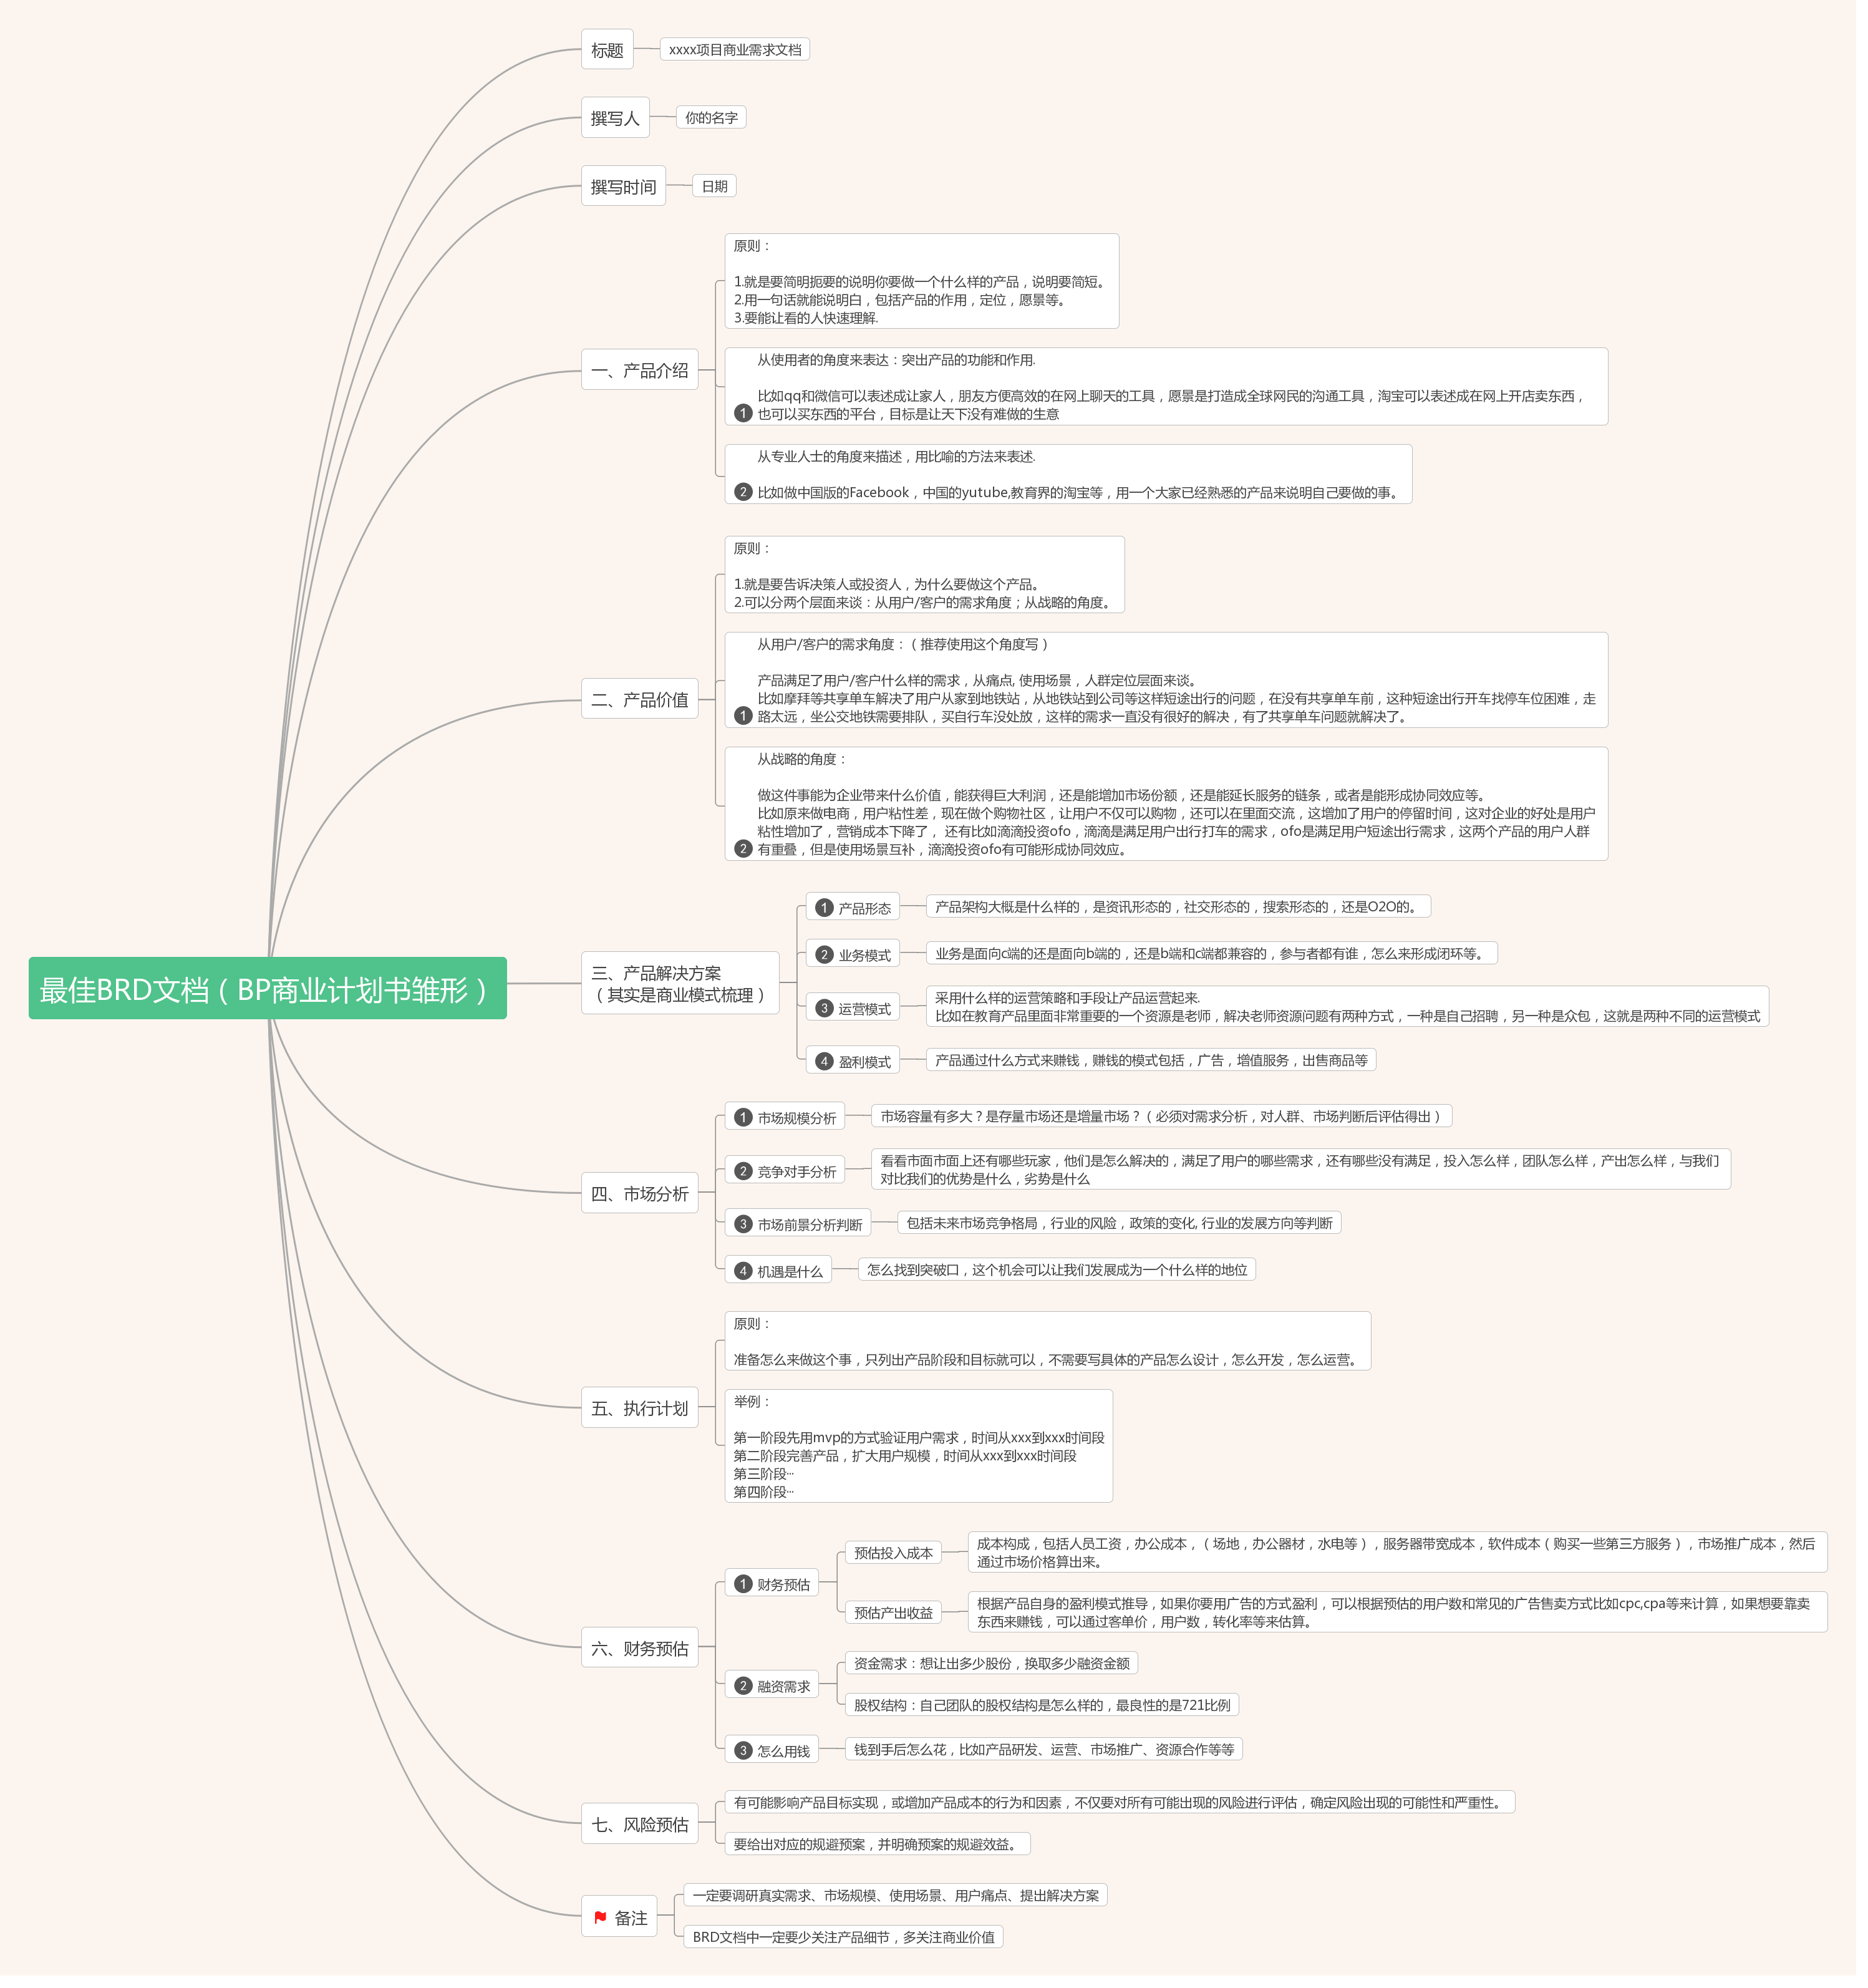 标题
xxxx项目商业需求文档
撰写人
你的名字
撰写时间
日期
一、产品介绍
原则：
1.就是要简明扼要的说明你要做一个什么样的产品，说明要简短。
2.用一句话就能说明白，包括产品的作用，定位，愿景等。
3.要能让看的人快速理解.
从使用者的角度来表达：突出产品的功能和作用.
比如qq和微信可以表述成让家人，朋友方便高效的在网上聊天的工具，愿景是打造成全球网民的沟通工具，淘宝可以表述成在网上开店卖东西，
1 也可以买东西的平台，目标是让天下没有难做的生意
从专业人士的角度来描述，用比喻的方法来表述.
2 比如做中国版的Facebook，中国的yutube,教育界的淘宝等，用一个大家已经熟悉的产品来说明自己要做的事。
二、产品价值
原则：
1.就是要告诉决策人或投资人，为什么要做这个产品。
2.可以分两个层面来谈：从用户/客户的需求角度；从战略的角度。
从用户/客户的需求角度：（推荐使用这个角度写）
产品满足了用户/客户什么样的需求，从痛点, 使用场景，人群定位层面来谈。
比如摩拜等共享单车解决了用户从家到地铁站，从地铁站到公司等这样短途出行的问题，在没有共享单车前，这种短途出行开车找停车位困难，走
1 路太远，坐公交地铁需要排队，买自行车没处放，这样的需求一直没有很好的解决，有了共享单车问题就解决了。
从战略的角度：
做这件事能为企业带来什么价值，能获得巨大利润，还是能增加市场份额，还是能延长服务的链条，或者是能形成协同效应等。
比如原来做电商，用户粘性差，现在做个购物社区，让用户不仅可以购物，还可以在里面交流，这增加了用户的停留时间，这对企业的好处是用户
粘性增加了，营销成本下降了， 还有比如滴滴投资ofo，滴滴是满足用户出行打车的需求，ofo是满足用户短途出行需求，这两个产品的用户人群
2 有重叠，但是使用场景互补，滴滴投资ofo有可能形成协同效应。
最佳BRD文档（BP商业计划书雏形）
三、产品解决方案
（其实是商业模式梳理）
1 产品形态
产品架构大概是什么样的，是资讯形态的，社交形态的，搜索形态的，还是O2O的。
2 业务模式
业务是面向c端的还是面向b端的，还是b端和c端都兼容的，参与者都有谁，怎么来形成闭环等。
3 运营模式
采用什么样的运营策略和手段让产品运营起来.
比如在教育产品里面非常重要的一个资源是老师，解决老师资源问题有两种方式，一种是自己招聘，另一种是众包，这就是两种不同的运营模式
4 盈利模式
产品通过什么方式来赚钱，赚钱的模式包括，广告，增值服务，出售商品等
四、市场分析
1 市场规模分析
市场容量有多大？是存量市场还是增量市场？（必须对需求分析，对人群、市场判断后评估得出）
2 竞争对手分析
看看市面市面上还有哪些玩家，他们是怎么解决的，满足了用户的哪些需求，还有哪些没有满足，投入怎么样，团队怎么样，产出怎么样，与我们
对比我们的优势是什么，劣势是什么
3 市场前景分析判断
包括未来市场竞争格局，行业的风险，政策的变化, 行业的发展方向等判断
4 机遇是什么
怎么找到突破口，这个机会可以让我们发展成为一个什么样的地位
五、执行计划
原则：
准备怎么来做这个事，只列出产品阶段和目标就可以，不需要写具体的产品怎么设计，怎么开发，怎么运营。
举例：
第一阶段先用mvp的方式验证用户需求，时间从xxx到xxx时间段
第二阶段完善产品，扩大用户规模，时间从xxx到xxx时间段
第三阶段···
第四阶段···
六、财务预估
1 财务预估
预估投入成本
成本构成，包括人员工资，办公成本，（场地，办公器材，水电等），服务器带宽成本，软件成本（购买一些第三方服务），市场推广成本，然后
通过市场价格算出来。
预估产出收益
根据产品自身的盈利模式推导，如果你要用广告的方式盈利，可以根据预估的用户数和常见的广告售卖方式比如cpc,cpa等来计算，如果想要靠卖
东西来赚钱，可以通过客单价，用户数，转化率等来估算。
2 融资需求
资金需求：想让出多少股份，换取多少融资金额
股权结构：自己团队的股权结构是怎么样的，最良性的是721比例
3 怎么用钱
钱到手后怎么花，比如产品研发、运营、市场推广、资源合作等等
七、风险预估
有可能影响产品目标实现，或增加产品成本的行为和因素，不仅要对所有可能出现的风险进行评估，确定风险出现的可能性和严重性。
要给出对应的规避预案，并明确预案的规避效益。
备注
一定要调研真实需求、市场规模、使用场景、用户痛点、提出解决方案
BRD文档中一定要少关注产品细节，多关注商业价值